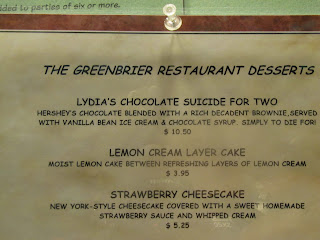 dded to parties of six or more.
THE GREENBRIER RESTAURANT DESSERTS
LYDIA'S CHOCOLATE SUICIDE FOR TWO
HERSHEY'S CHOCOLATE BLENDED WITH A RICH DECADENT BROWNIE,SERVED
WITH VANILLA BEAN ICE CREAM & CHOCOLATE SYRUP. SIMPLY TO DIE FOR!
$ 10.50
LEMON CREAM LAYER CAKE
MOIST LEMON CAKE BETWEEN REFRESHING LAYERS OF LEMON CREAM
$ 3.95
STRAWBERRY CHEESECAKE
NEW YORK-STYLE CHEESECAKE COVERED WITH A SWEET HOMEMADE
STRAWBERRY SAUCE AND WHIPPED CREAM
$ 5.25